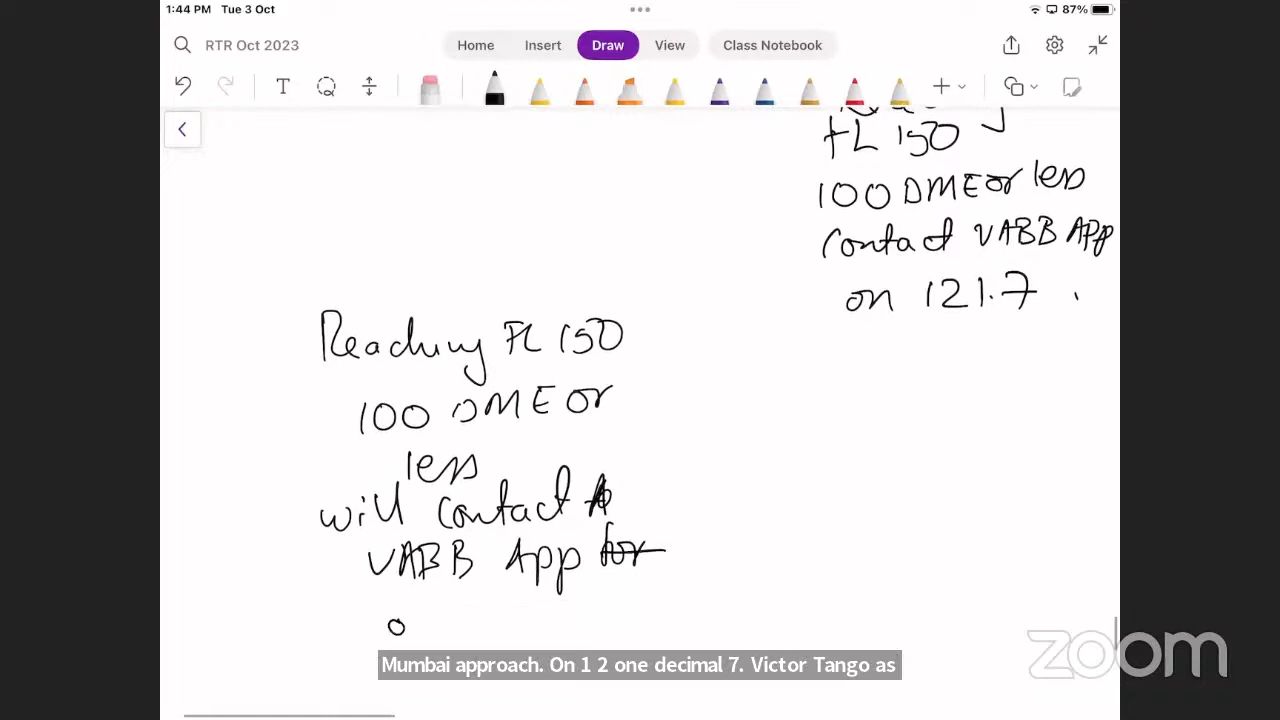 1:44 PM Tue 3 Oct
87%
RTR Oct 2023
Home Insert Draw View Class Notebook
T
FL 150
100 DME or less
contact VABB APP
on 121.7
Reaching FL 150
100 DME or
less
will contact
VABB App for
o
Mumbai approach. On 1 2 one decimal 7. Victor Tango as
zoom